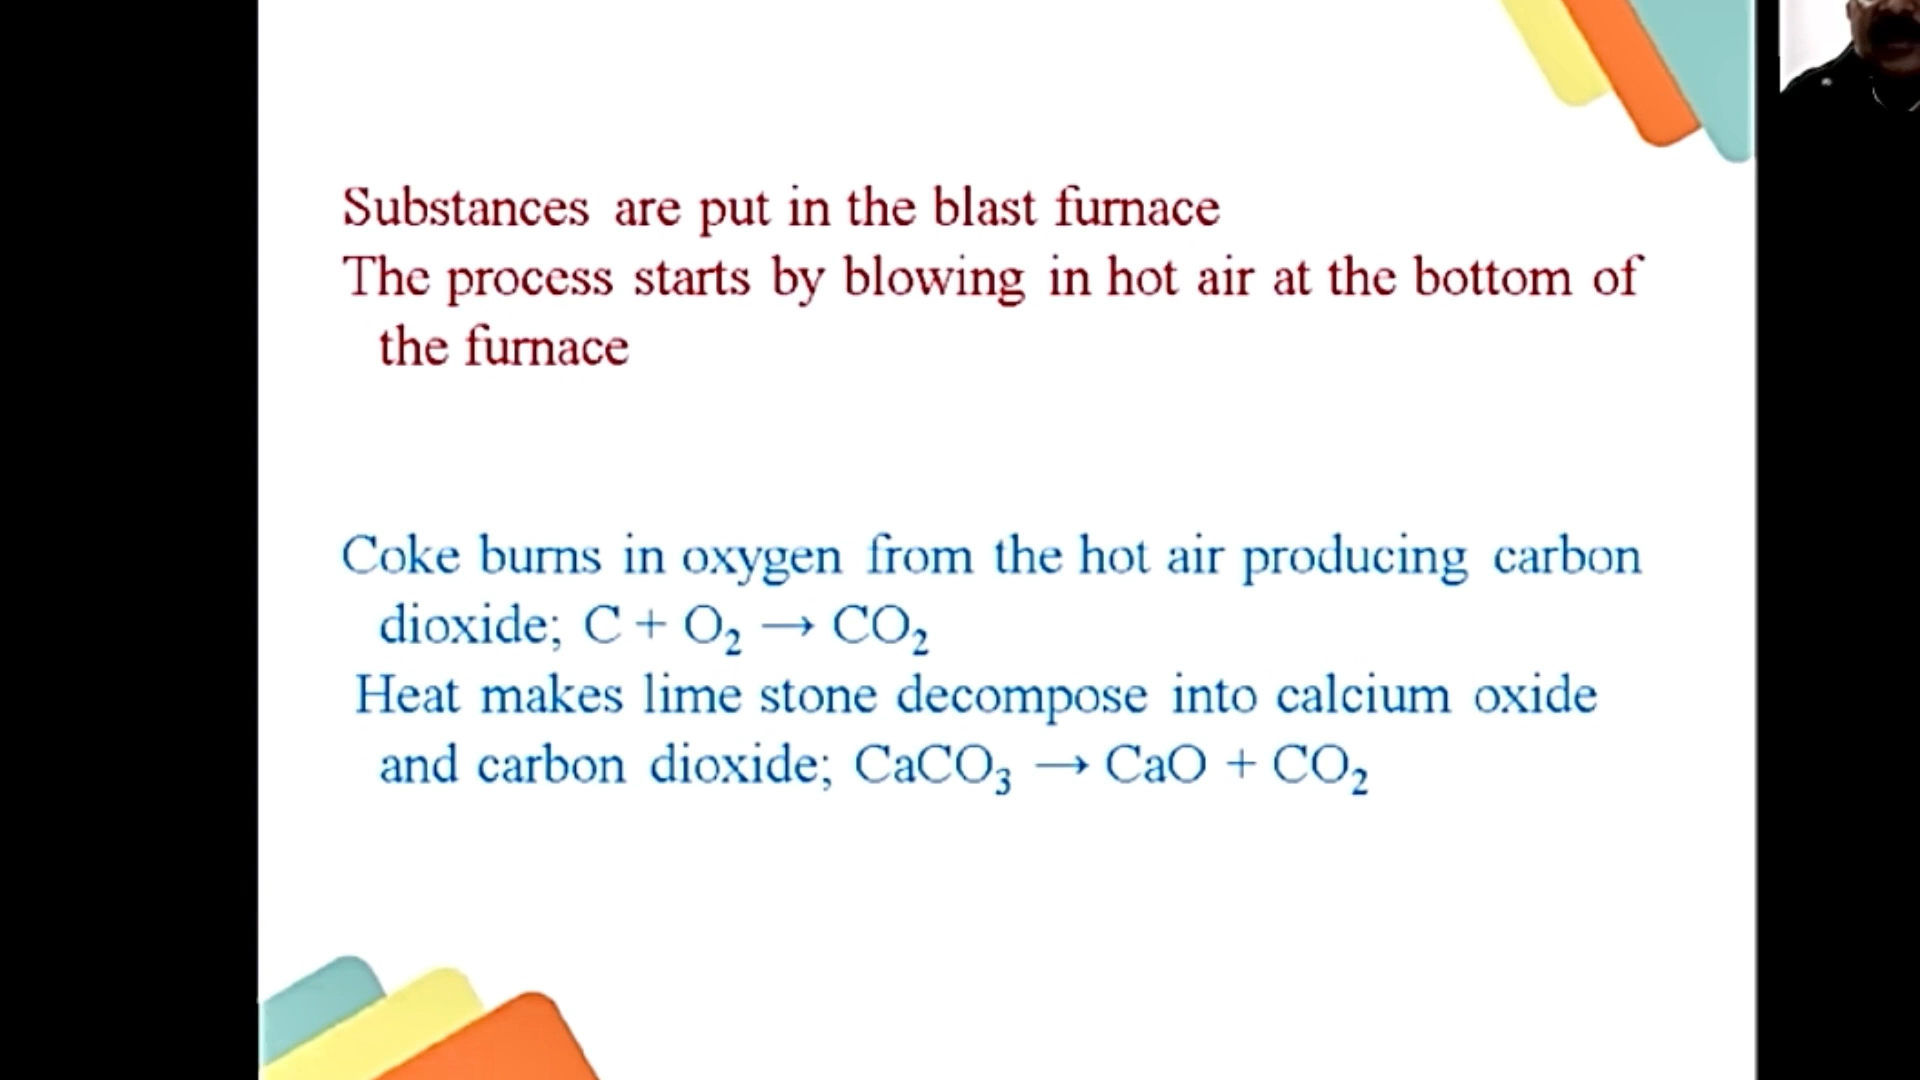 Substances are put in the blast furnace
The process starts by blowing in hot air at the bottom of
the furnace
Coke burns in oxygen from the hot air producing carbon
dioxide; C + O₂ → CO₂
Heat makes lime stone decompose into calcium oxide
and carbon dioxide; CaCO₃ → CaO + CO₂